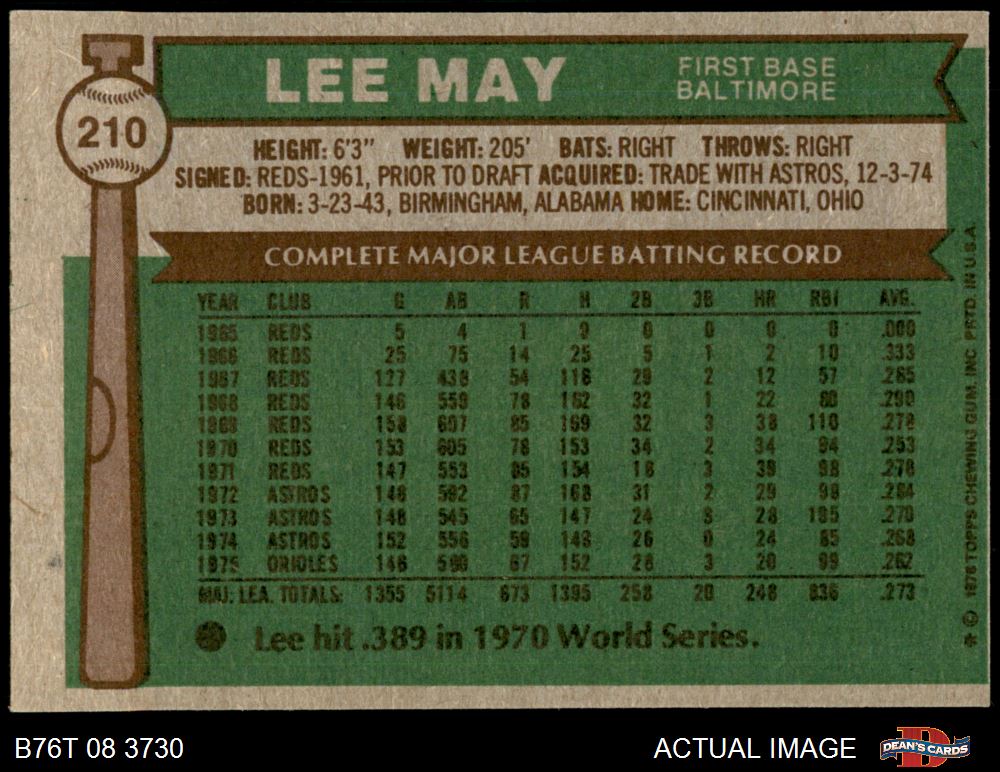 LEE MAY
FIRST BASE
BALTIMORE
210
HEIGHT: 6'3" WEIGHT: 205' BATS: RIGHT THROWS: RIGHT
SIGNED: REDS-1961, PRIOR TO DRAFT ACQUIRED: TRADE WITH ASTROS, 12-3-74
BORN: 3-23-43, BIRMINGHAM, ALABAMA HOME: CINCINNATI, OHIO
COMPLETE MAJOR LEAGUE BATTING RECORD
YEAR CLUB G AB R H 2B 3B HR RBI AVG.
1965 REDS 5 4 1 0 0 0 0 0 .000
1966 REDS 25 75 14 25 5 1 2 10 .333
1967 REDS 127 438 54 116 29 2 12 57 .265
1968 REDS 146 559 78 162 32 1 22 80 .290
1969 REDS 158 607 85 169 32 3 38 110 .278
1970 REDS 153 605 78 153 34 2 34 94 .253
1971 REDS 147 553 85 154 18 3 39 98 .278
1972 ASTROS 148 592 87 168 31 2 29 98 .284
1973 ASTROS 148 545 65 147 24 3 28 105 .270
1974 ASTROS 152 556 59 149 26 0 24 85 .268
1975 ORIOLES 146 580 67 152 28 3 20 99 .262
MAJ. LEA. TOTALS: 1355 5114 673 1395 258 20 248 836 .273
Lee hit .389 in 1970 World Series.
* © 1976 TOPPS CHEWING GUM, INC PRTD. IN U.S.A.
B76T 08 3730
ACTUAL IMAGE
DEAN'S CARDS